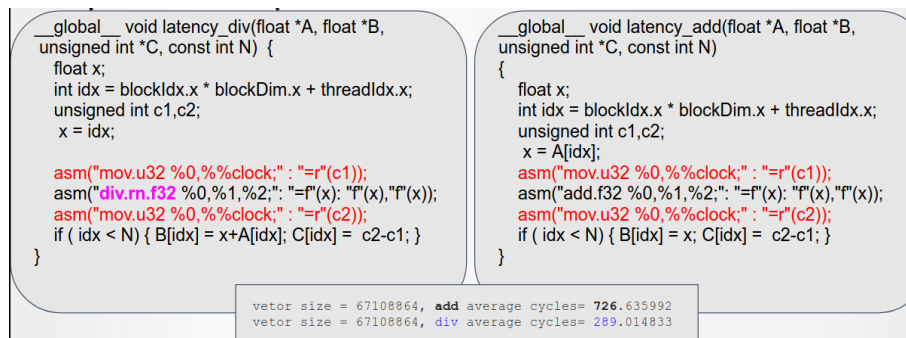 __global__ void latency_div(float *A, float *B,
unsigned int *C, const int N) {
float x;
int idx = blockIdx.x * blockDim.x + threadIdx.x;
unsigned int c1,c2;
x = idx;
asm("mov.u32 %0,%%clock;" : "=r"(c1));
asm("div.rn.f32 %0,%1,%2;": "=f"(x): "f"(x),"f"(x));
asm("mov.u32 %0,%%clock;" : "=r"(c2));
if ( idx < N) { B[idx] = x+A[idx]; C[idx] = c2-c1; }
}
__global__ void latency_add(float *A, float *B,
unsigned int *C, const int N)
{
float x;
int idx = blockIdx.x * blockDim.x + threadIdx.x;
unsigned int c1,c2;
x = A[idx];
asm("mov.u32 %0,%%clock;" : "=r"(c1));
asm("add.f32 %0,%1,%2;": "=f"(x): "f"(x),"f"(x));
asm("mov.u32 %0,%%clock;" : "=r"(c2));
if ( idx < N) { B[idx] = x; C[idx] = c2-c1; }
}
vetor size = 67108864, add average cycles= 726.635992
vetor size = 67108864, div average cycles= 289.014833